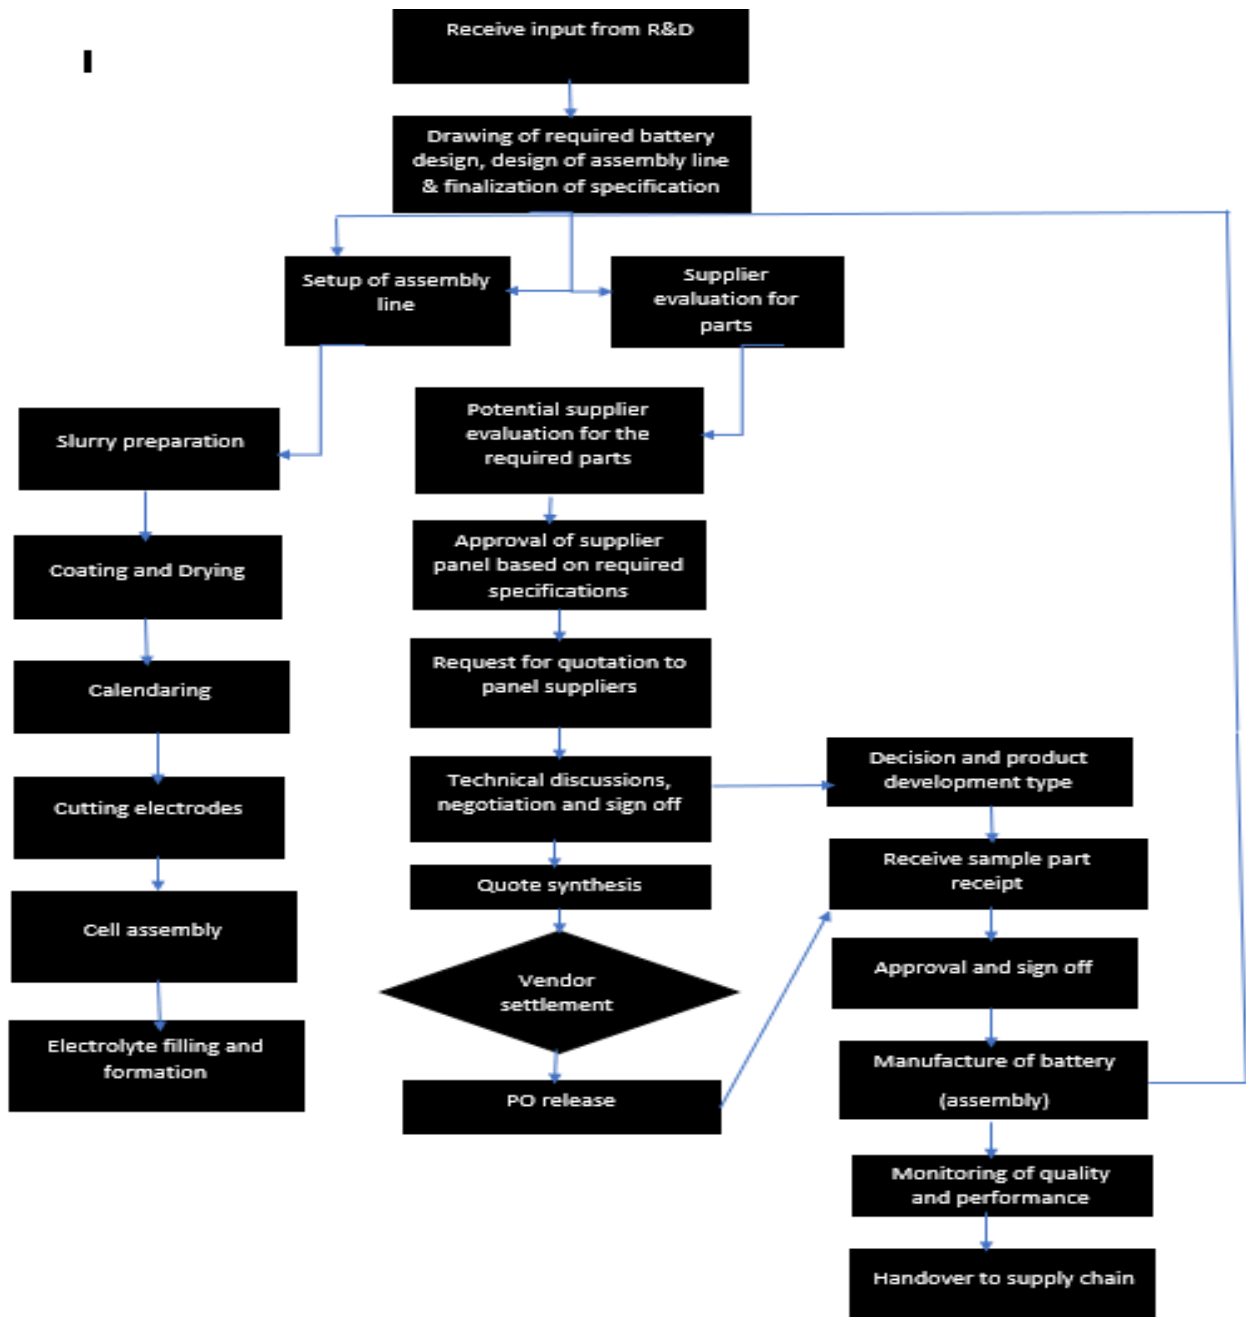 I
Receive input from R&D
Drawing of required battery
design, design of assembly line
& finalization of specification
Setup of assembly
line
Supplier
evaluation for
parts
Slurry preparation
Coating and Drying
Calendaring
Cutting electrodes
Cell assembly
Electrolyte filling and
formation
Potential supplier
evaluation for the
required parts
Approval of supplier
panel based on required
specifications
Request for quotation to
panel suppliers
Technical discussions,
negotiation and sign off
Quote synthesis
Vendor
settlement
PO release
Decision and product
development type
Receive sample part
receipt
Approval and sign off
Manufacture of battery
(assembly)
Monitoring of quality
and performance
Handover to supply chain